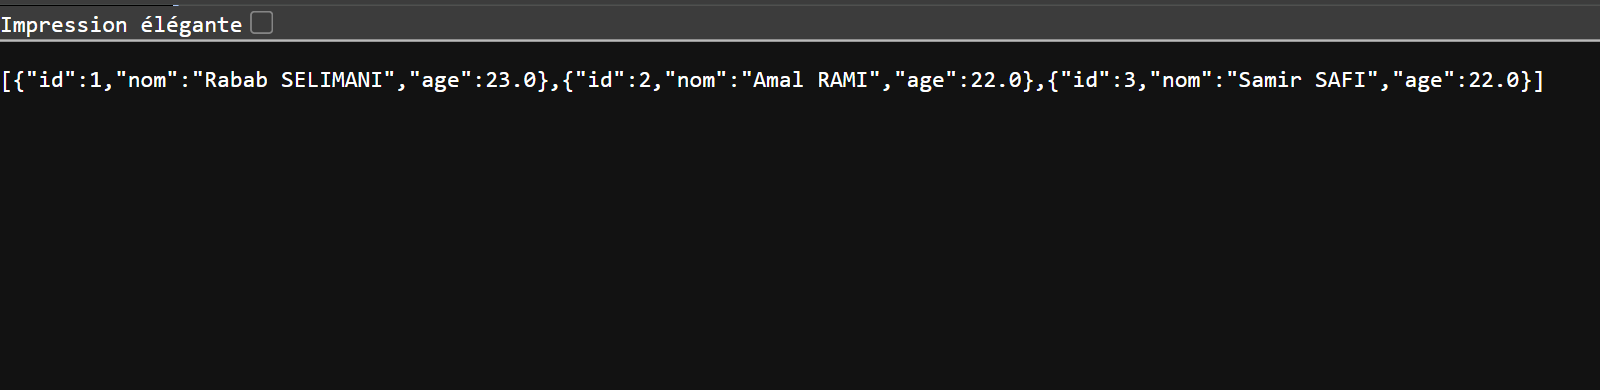 Impression élégante
[{"id":1,"nom":"Rabab SELIMANI","age":23.0},{"id":2,"nom":"Amal RAMI","age":22.0},{"id":3,"nom":"Samir SAFI","age":22.0}]